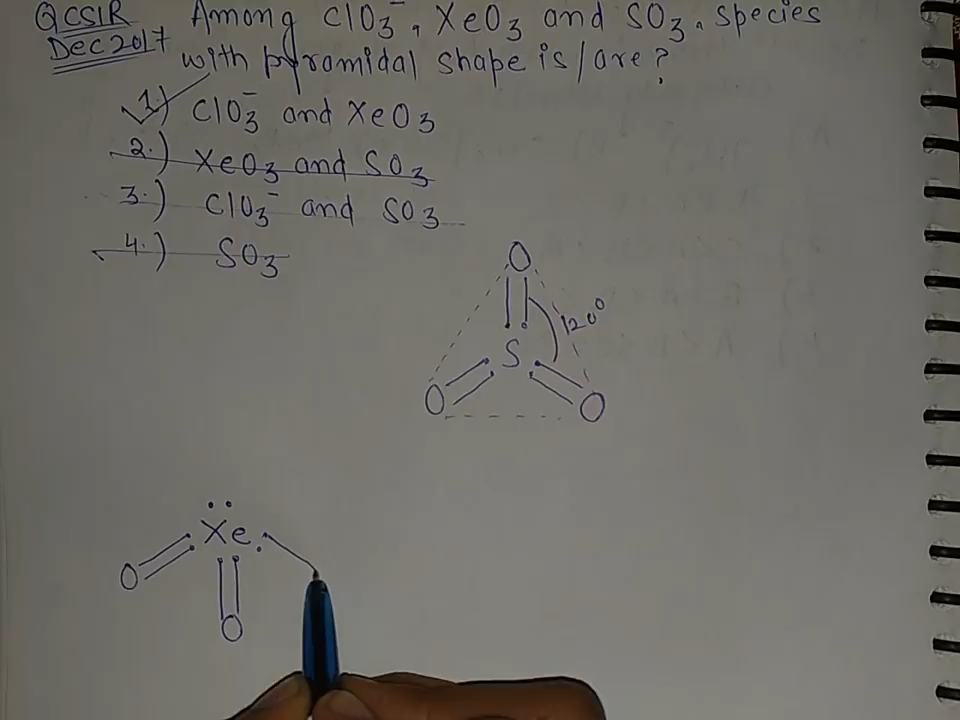 Q CSIR Among ClO3⁻, XeO3 and SO3, species
Dec 2017 with pyramidal shape is/are?
1.) ClO3⁻ and XeO3
2.) XeO3 and SO3
3.) ClO3⁻ and SO3
4.) SO3
O
120°
S
O O
Xe
O
O